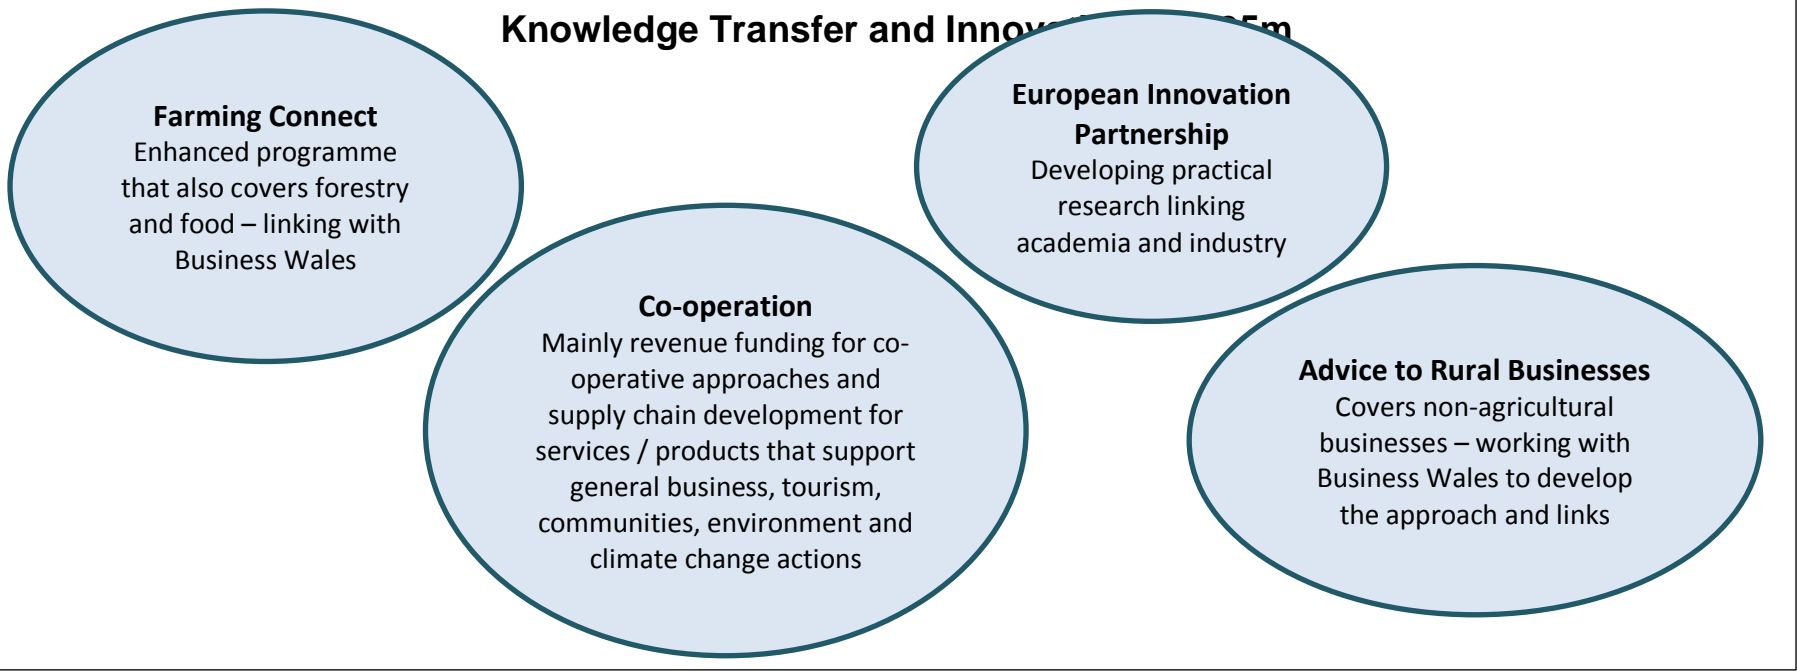 Knowledge Transfer and
Farming Connect
Enhanced programme
that also covers forestry
and food – linking with
Business Wales
Co-operation
Mainly revenue funding for co-
operative approaches and
supply chain development for
services / products that support
general business, tourism,
communities, environment and
climate change actions
European Innovation
Partnership
Developing practical
research linking
academia and industry
Advice to Rural Businesses
Covers non-agricultural
businesses – working with
Business Wales to develop
the approach and links